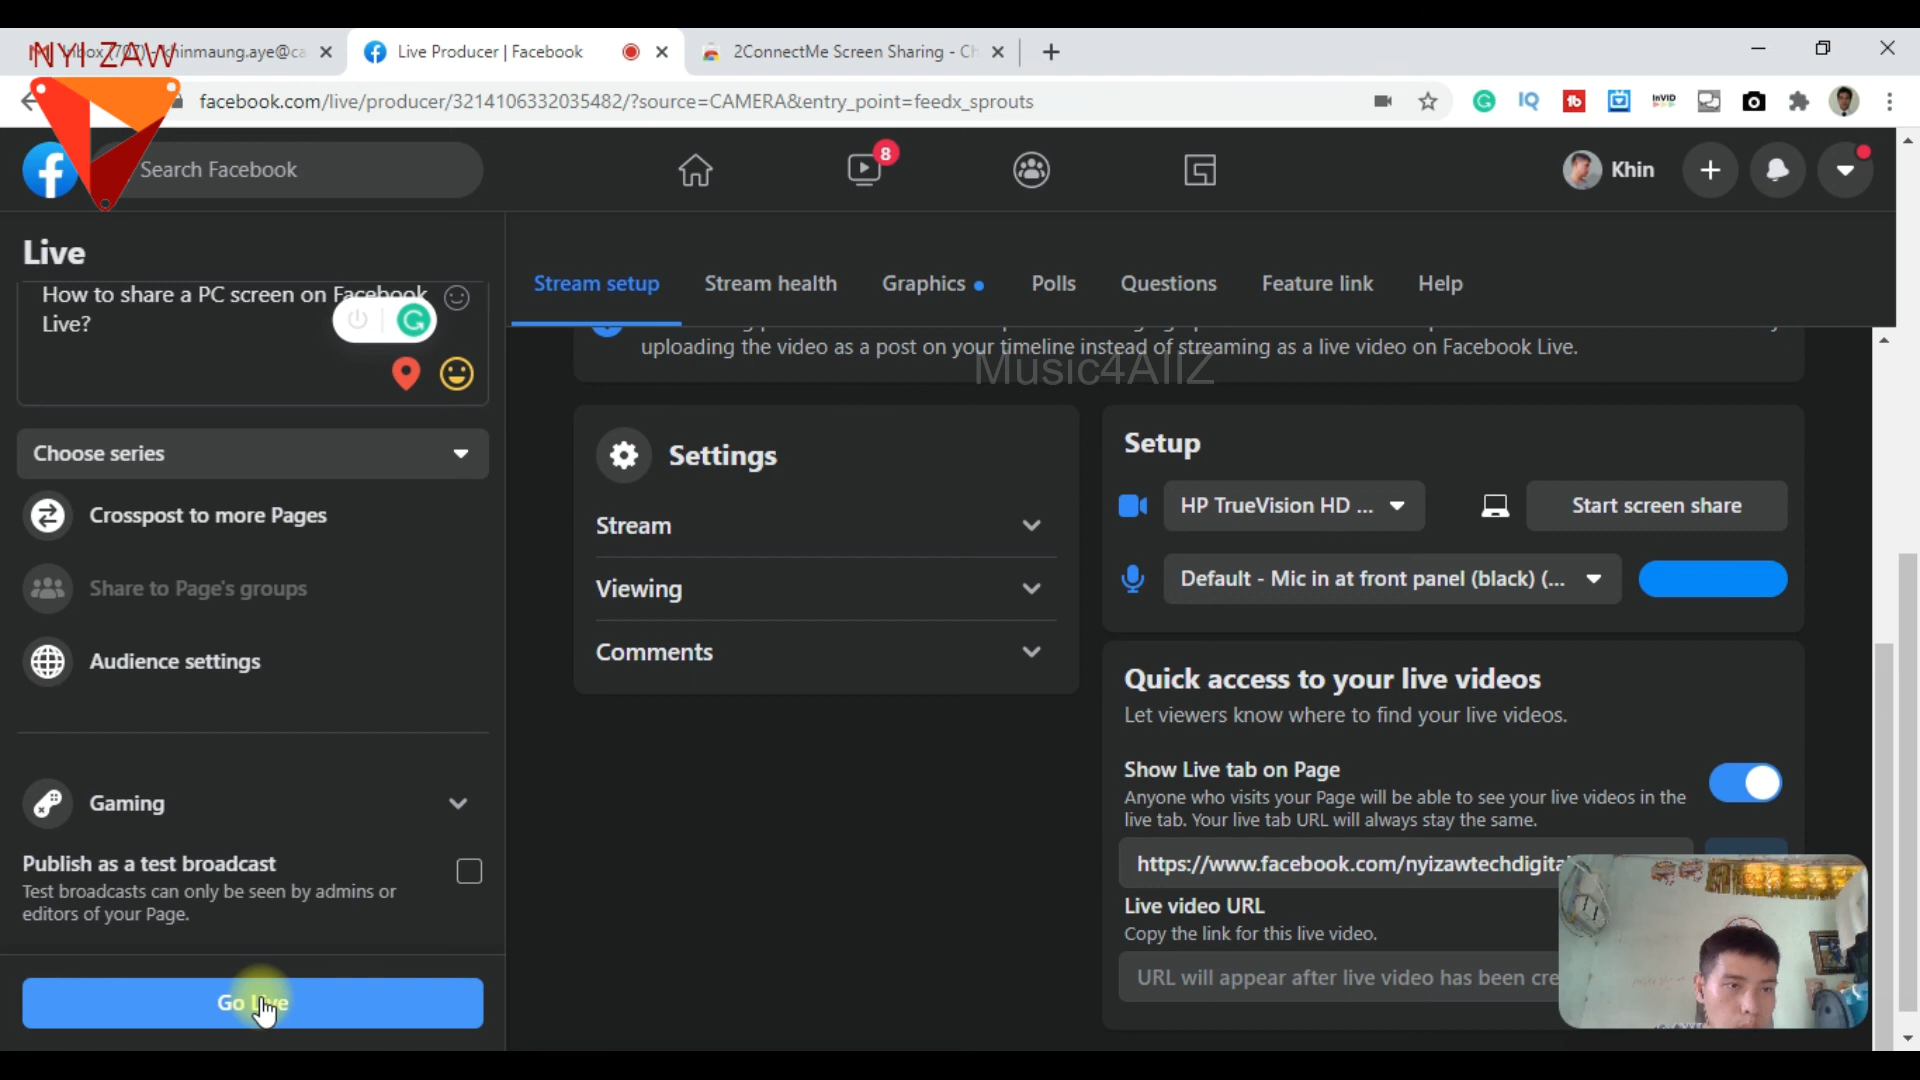 NYI ZAW
Live Producer | Facebook
2ConnectMe Screen Sharing - Ch
facebook.com/live/producer/3214106332035482/?source=CAMERA&entry_point=feedx_sprouts
IQ
InVID
Search Facebook
8
Khin
Live
Stream setup
Stream health
Graphics
Polls
Questions
Feature link
Help
How to share a PC screen on Facebook
Live?
uploading the video as a post on your timeline instead of streaming as a live video on Facebook Live.
Music4AllZ
Choose series
Crosspost to more Pages
Share to Page's groups
Audience settings
Gaming
Publish as a test broadcast
Test broadcasts can only be seen by admins or
editors of your Page.
Go Live
Settings
Stream
Viewing
Comments
Setup
HP TrueVision HD ...
Start screen share
Default - Mic in at front panel (black) (...
Quick access to your live videos
Let viewers know where to find your live videos.
Show Live tab on Page
Anyone who visits your Page will be able to see your live videos in the
live tab. Your live tab URL will always stay the same.
https://www.facebook.com/nyizawtechdigita
Live video URL
Copy the link for this live video.
URL will appear after live video has been cre